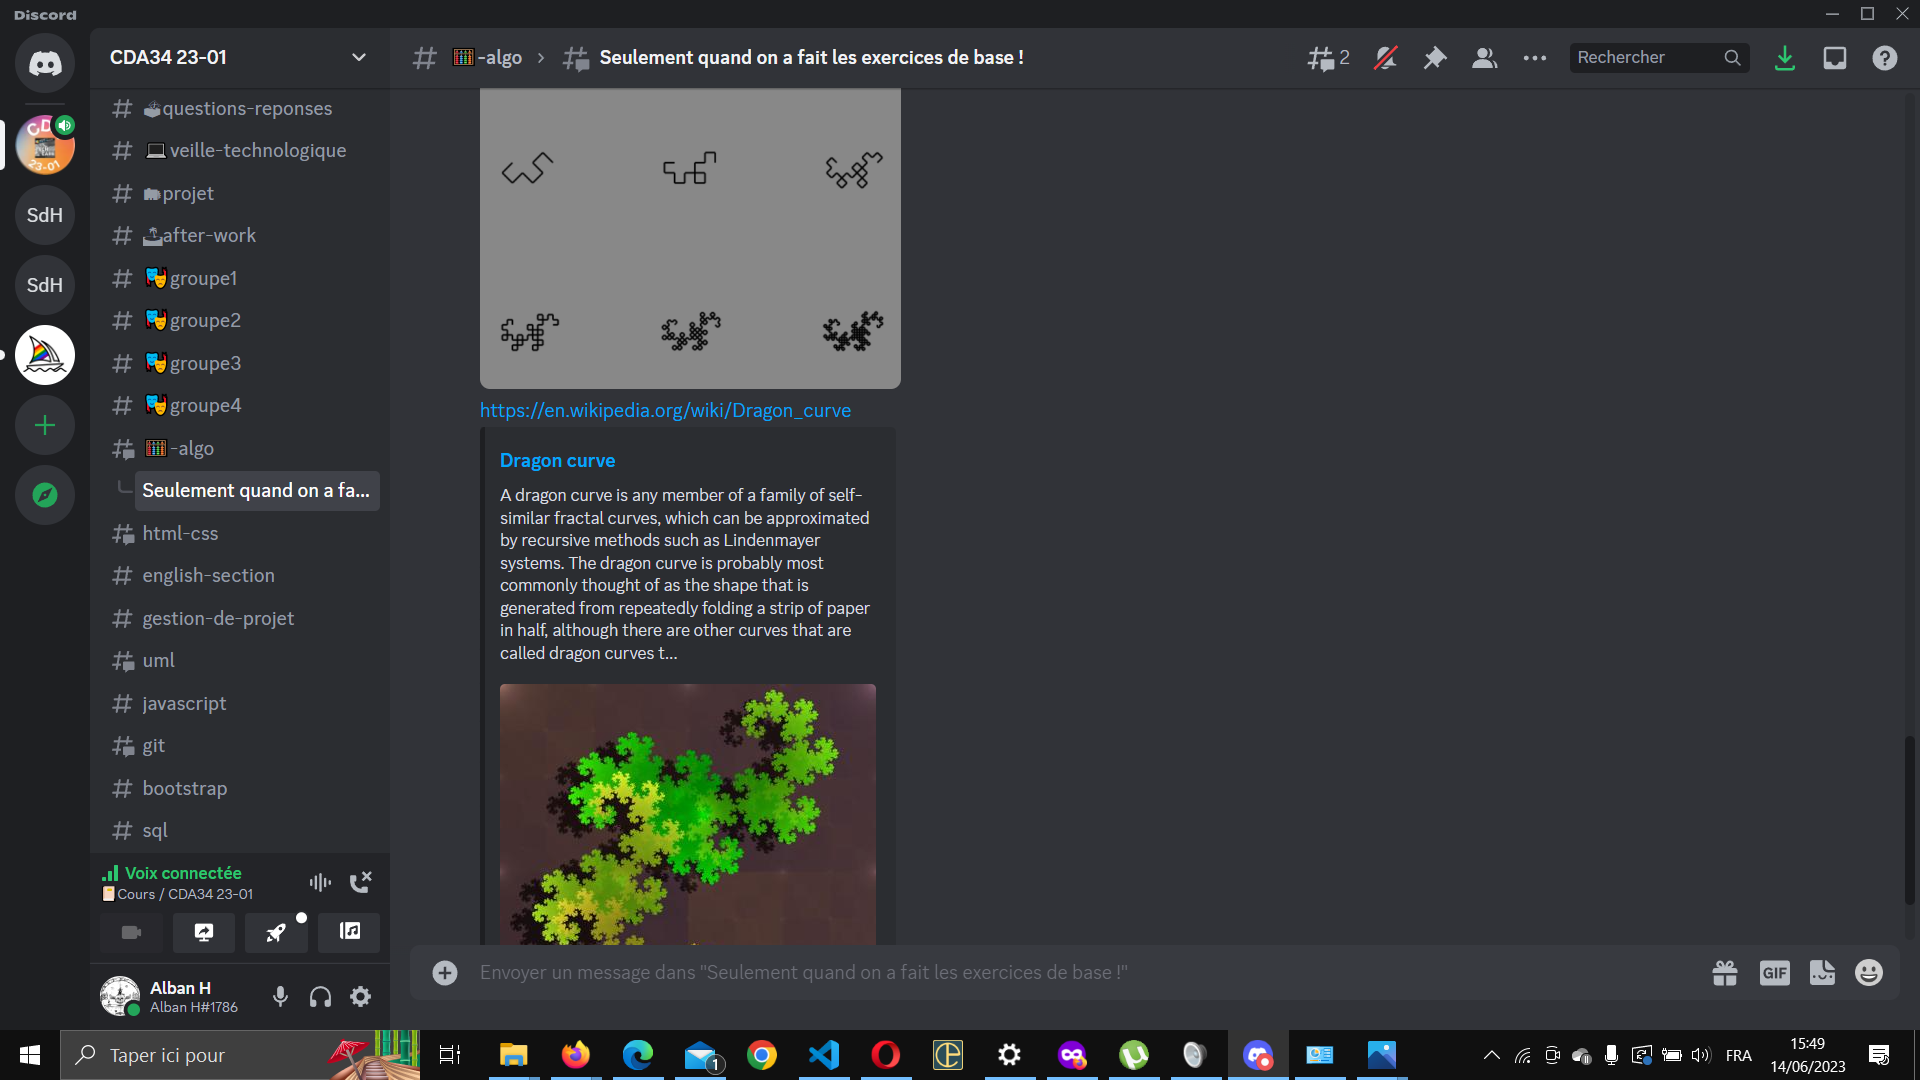 Discord
CDA34 23-01
-algo
Seulement quand on a fait les exercices de base !
2
Rechercher
questions-reponses
veille-technologique
projet
after-work
groupe1
groupe2
groupe3
groupe4
-algo
Seulement quand on a fa...
html-css
english-section
gestion-de-projet
uml
javascript
git
bootstrap
sql
CD
23-01
SdH
SdH
https://en.wikipedia.org/wiki/Dragon_curve
Dragon curve
A dragon curve is any member of a family of self-
similar fractal curves, which can be approximated
by recursive methods such as Lindenmayer
systems. The dragon curve is probably most
commonly thought of as the shape that is
generated from repeatedly folding a strip of paper
in half, although there are other curves that are
called dragon curves t...
Voix connectée
Cours / CDA34 23-01
Alban H
Alban H#1786
Envoyer un message dans "Seulement quand on a fait les exercices de base !"
GIF
Taper ici pour
1
FRA
15:49
14/06/2023